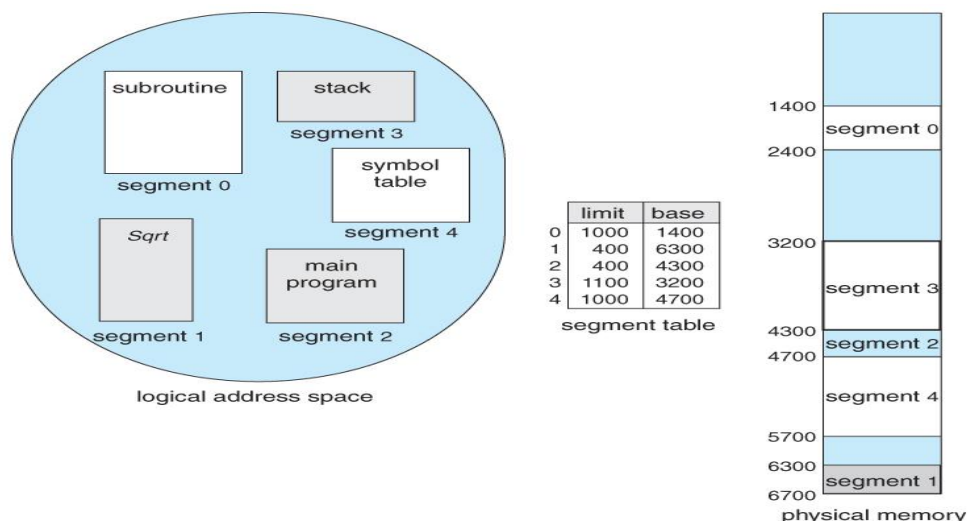 subroutine
segment 0
stack
segment 3
symbol
table
segment 4
Sqrt
segment 1
main
program
segment 2
logical address space
limit base
0 1000 1400
1 400 6300
2 400 4300
3 1100 3200
4 1000 4700
segment table
1400
segment 0
2400
3200
segment 3
4300
segment 2
4700
segment 4
5700
6300
segment 1
6700
physical memory